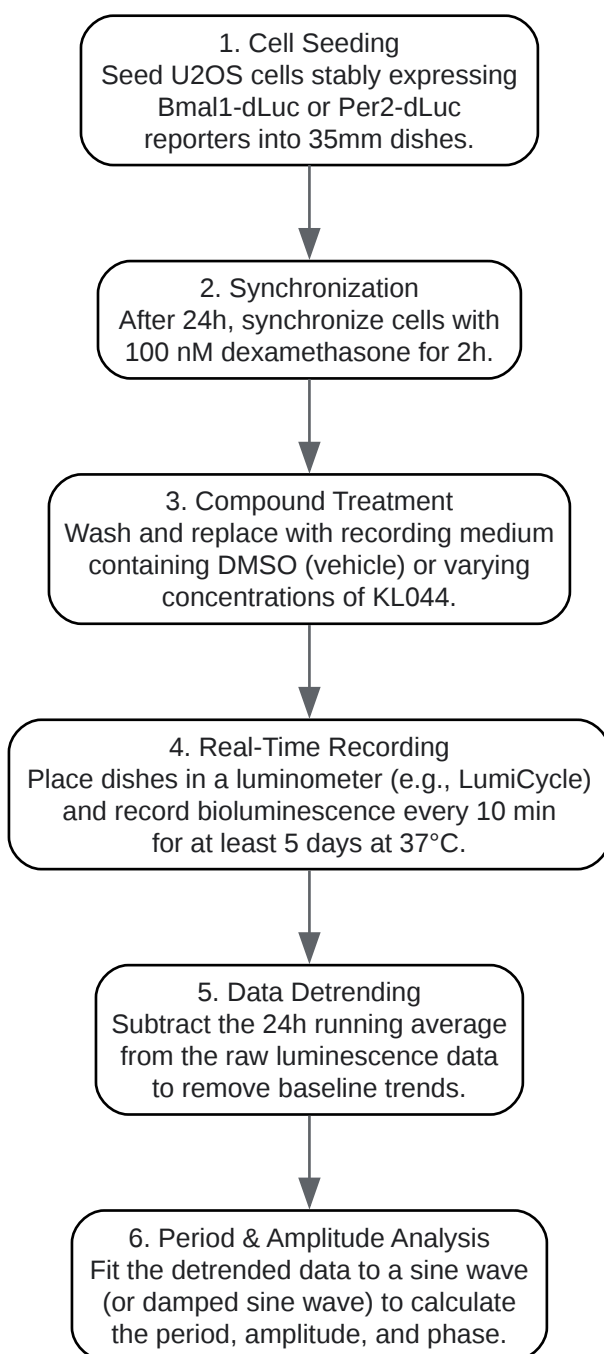 1. Cell Seeding
Seed U2OS cells stably expressing
Bmal1-dLuc or Per2-dLuc
reporters into 35mm dishes.
2. Synchronization
After 24h, synchronize cells with
100 nM dexamethasone for 2h.
3. Compound Treatment
Wash and replace with recording medium
containing DMSO (vehicle) or varying
concentrations of KL044.
4. Real-Time Recording
Place dishes in a luminometer (e.g., LumiCycle)
and record bioluminescence every 10 min
for at least 5 days at 37°C.
5. Data Detrending
Subtract the 24h running average
from the raw luminescence data
to remove baseline trends.
6. Period & Amplitude Analysis
Fit the detrended data to a sine wave
(or damped sine wave) to calculate
the period, amplitude, and phase.